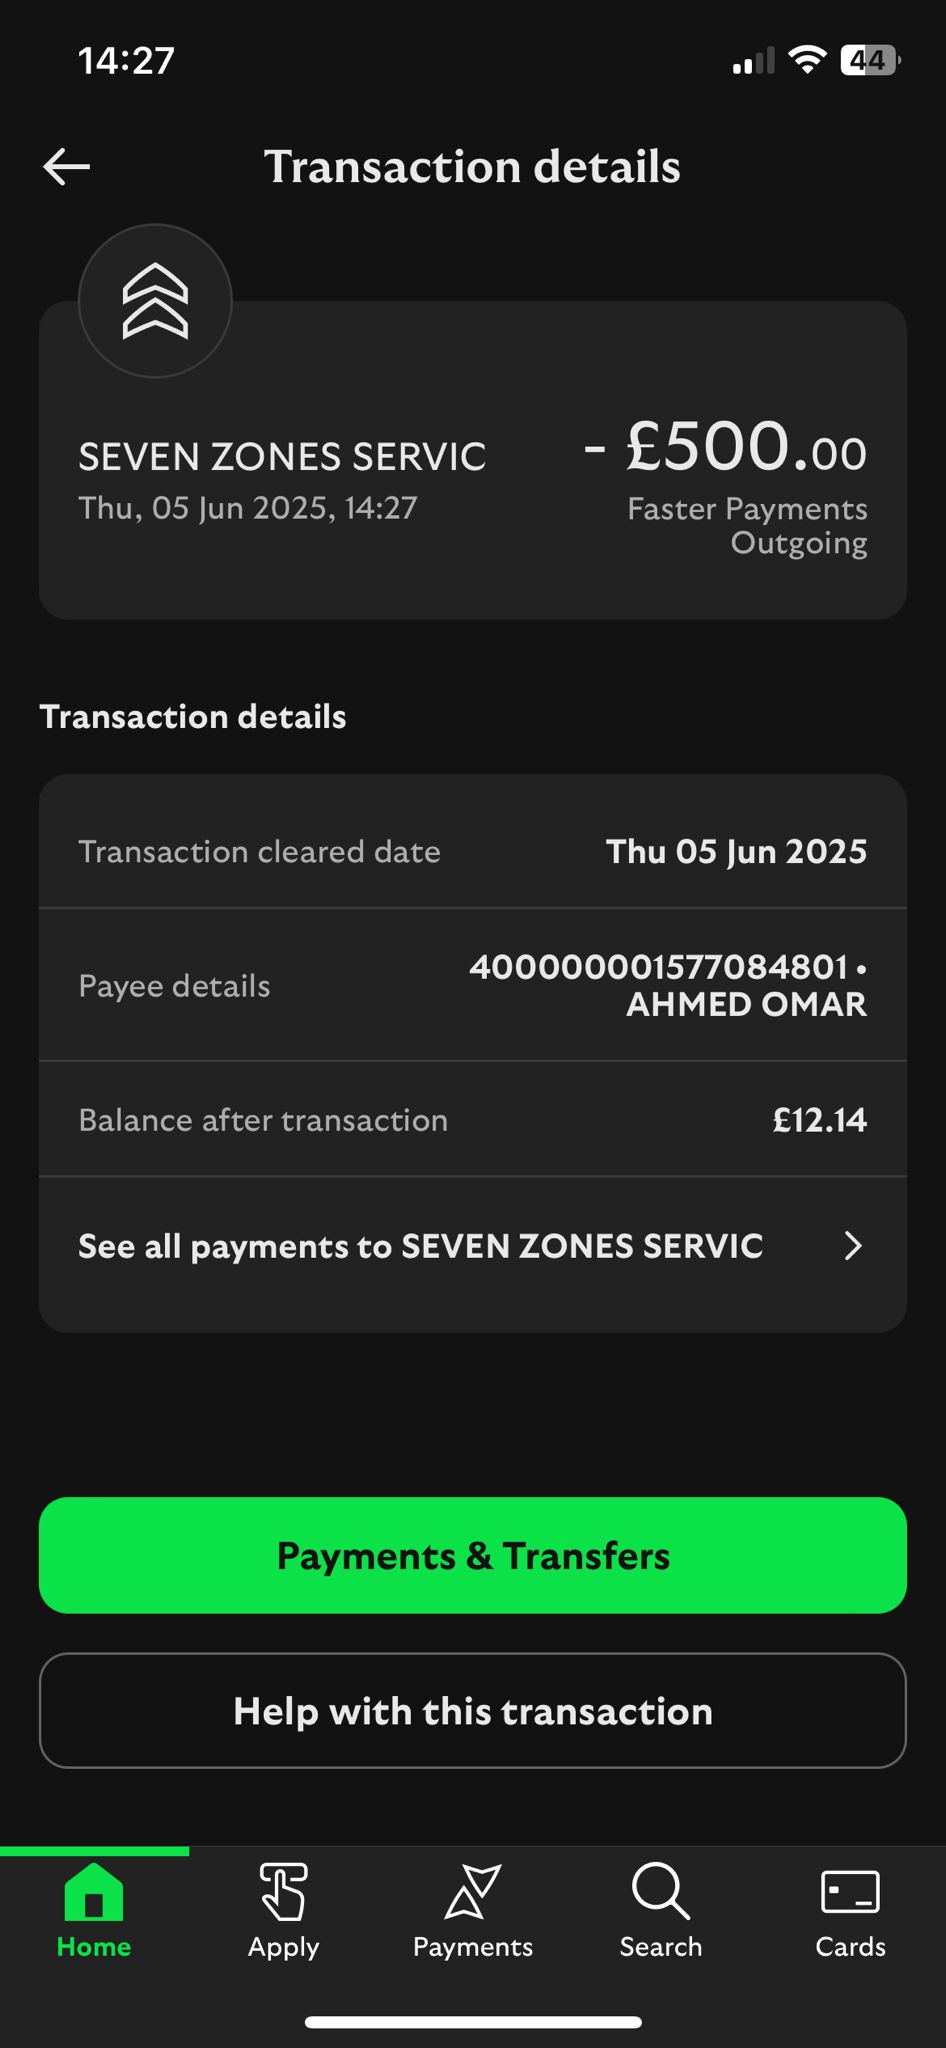 14:27
44
Transaction details
SEVEN ZONES SERVIC
- £500.00
Thu, 05 Jun 2025, 14:27
Faster Payments
Outgoing
Transaction details
Transaction cleared date
Thu 05 Jun 2025
Payee details
400000001577084801 •
AHMED OMAR
Balance after transaction
£12.14
See all payments to SEVEN ZONES SERVIC
Payments & Transfers
Help with this transaction
Home
Apply
Payments
Search
Cards